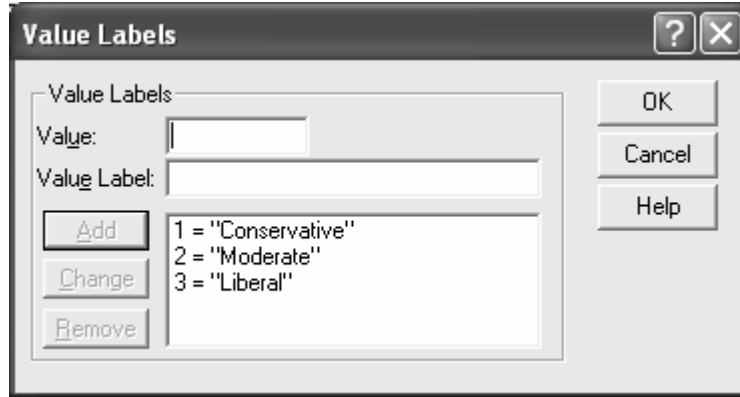 Value Labels
?
Value Labels
OK
Value:
Cancel
Value Label:
Help
Add
1 = "Conservative"
Change
2 = "Moderate"
3 = "Liberal"
Remove